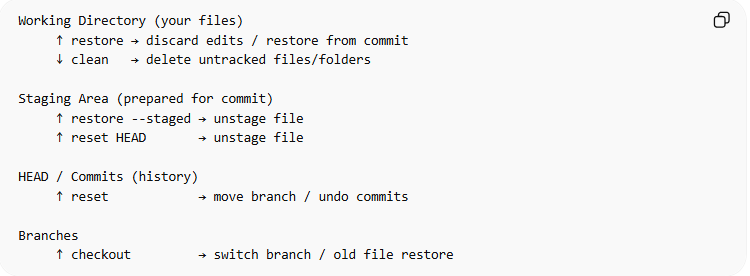 Working Directory (your files)
↑ restore → discard edits / restore from commit
↓ clean → delete untracked files/folders
Staging Area (prepared for commit)
↑ restore --staged → unstage file
↑ reset HEAD → unstage file
HEAD / Commits (history)
↑ reset → move branch / undo commits
Branches
↑ checkout → switch branch / old file restore